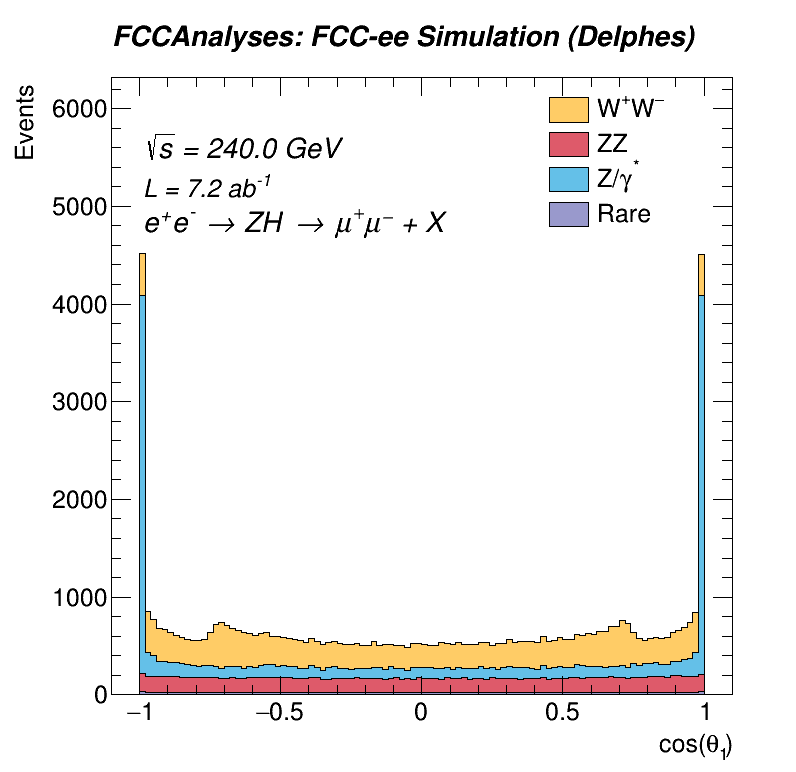 FCCAnalyses: FCC-ee Simulation (Delphes)
Events
6000
5000
4000
3000
2000
1000
0
√s = 240.0 GeV
L = 7.2 ab⁻¹
e⁺e⁻ → ZH → μ⁺μ⁻ + X
W⁺W⁻
ZZ
Z/γ*
Rare
−1 −0.5 0 0.5 1
cos(θ₁)